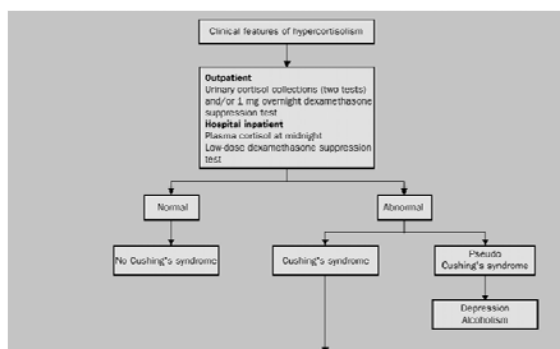 Clinical features of hypercortisolism
Outpatient
Urinary cortisol collections (two tests)
and/or 1 mg overnight dexamethasone
suppression test
Hospital inpatient
Plasma cortisol at midnight
Low-dose dexamethasone suppression
test
Normal
Abnormal
No Cushing's syndrome
Cushing's syndrome
Pseudo
Cushing's syndrome
Depression
Alcoholism